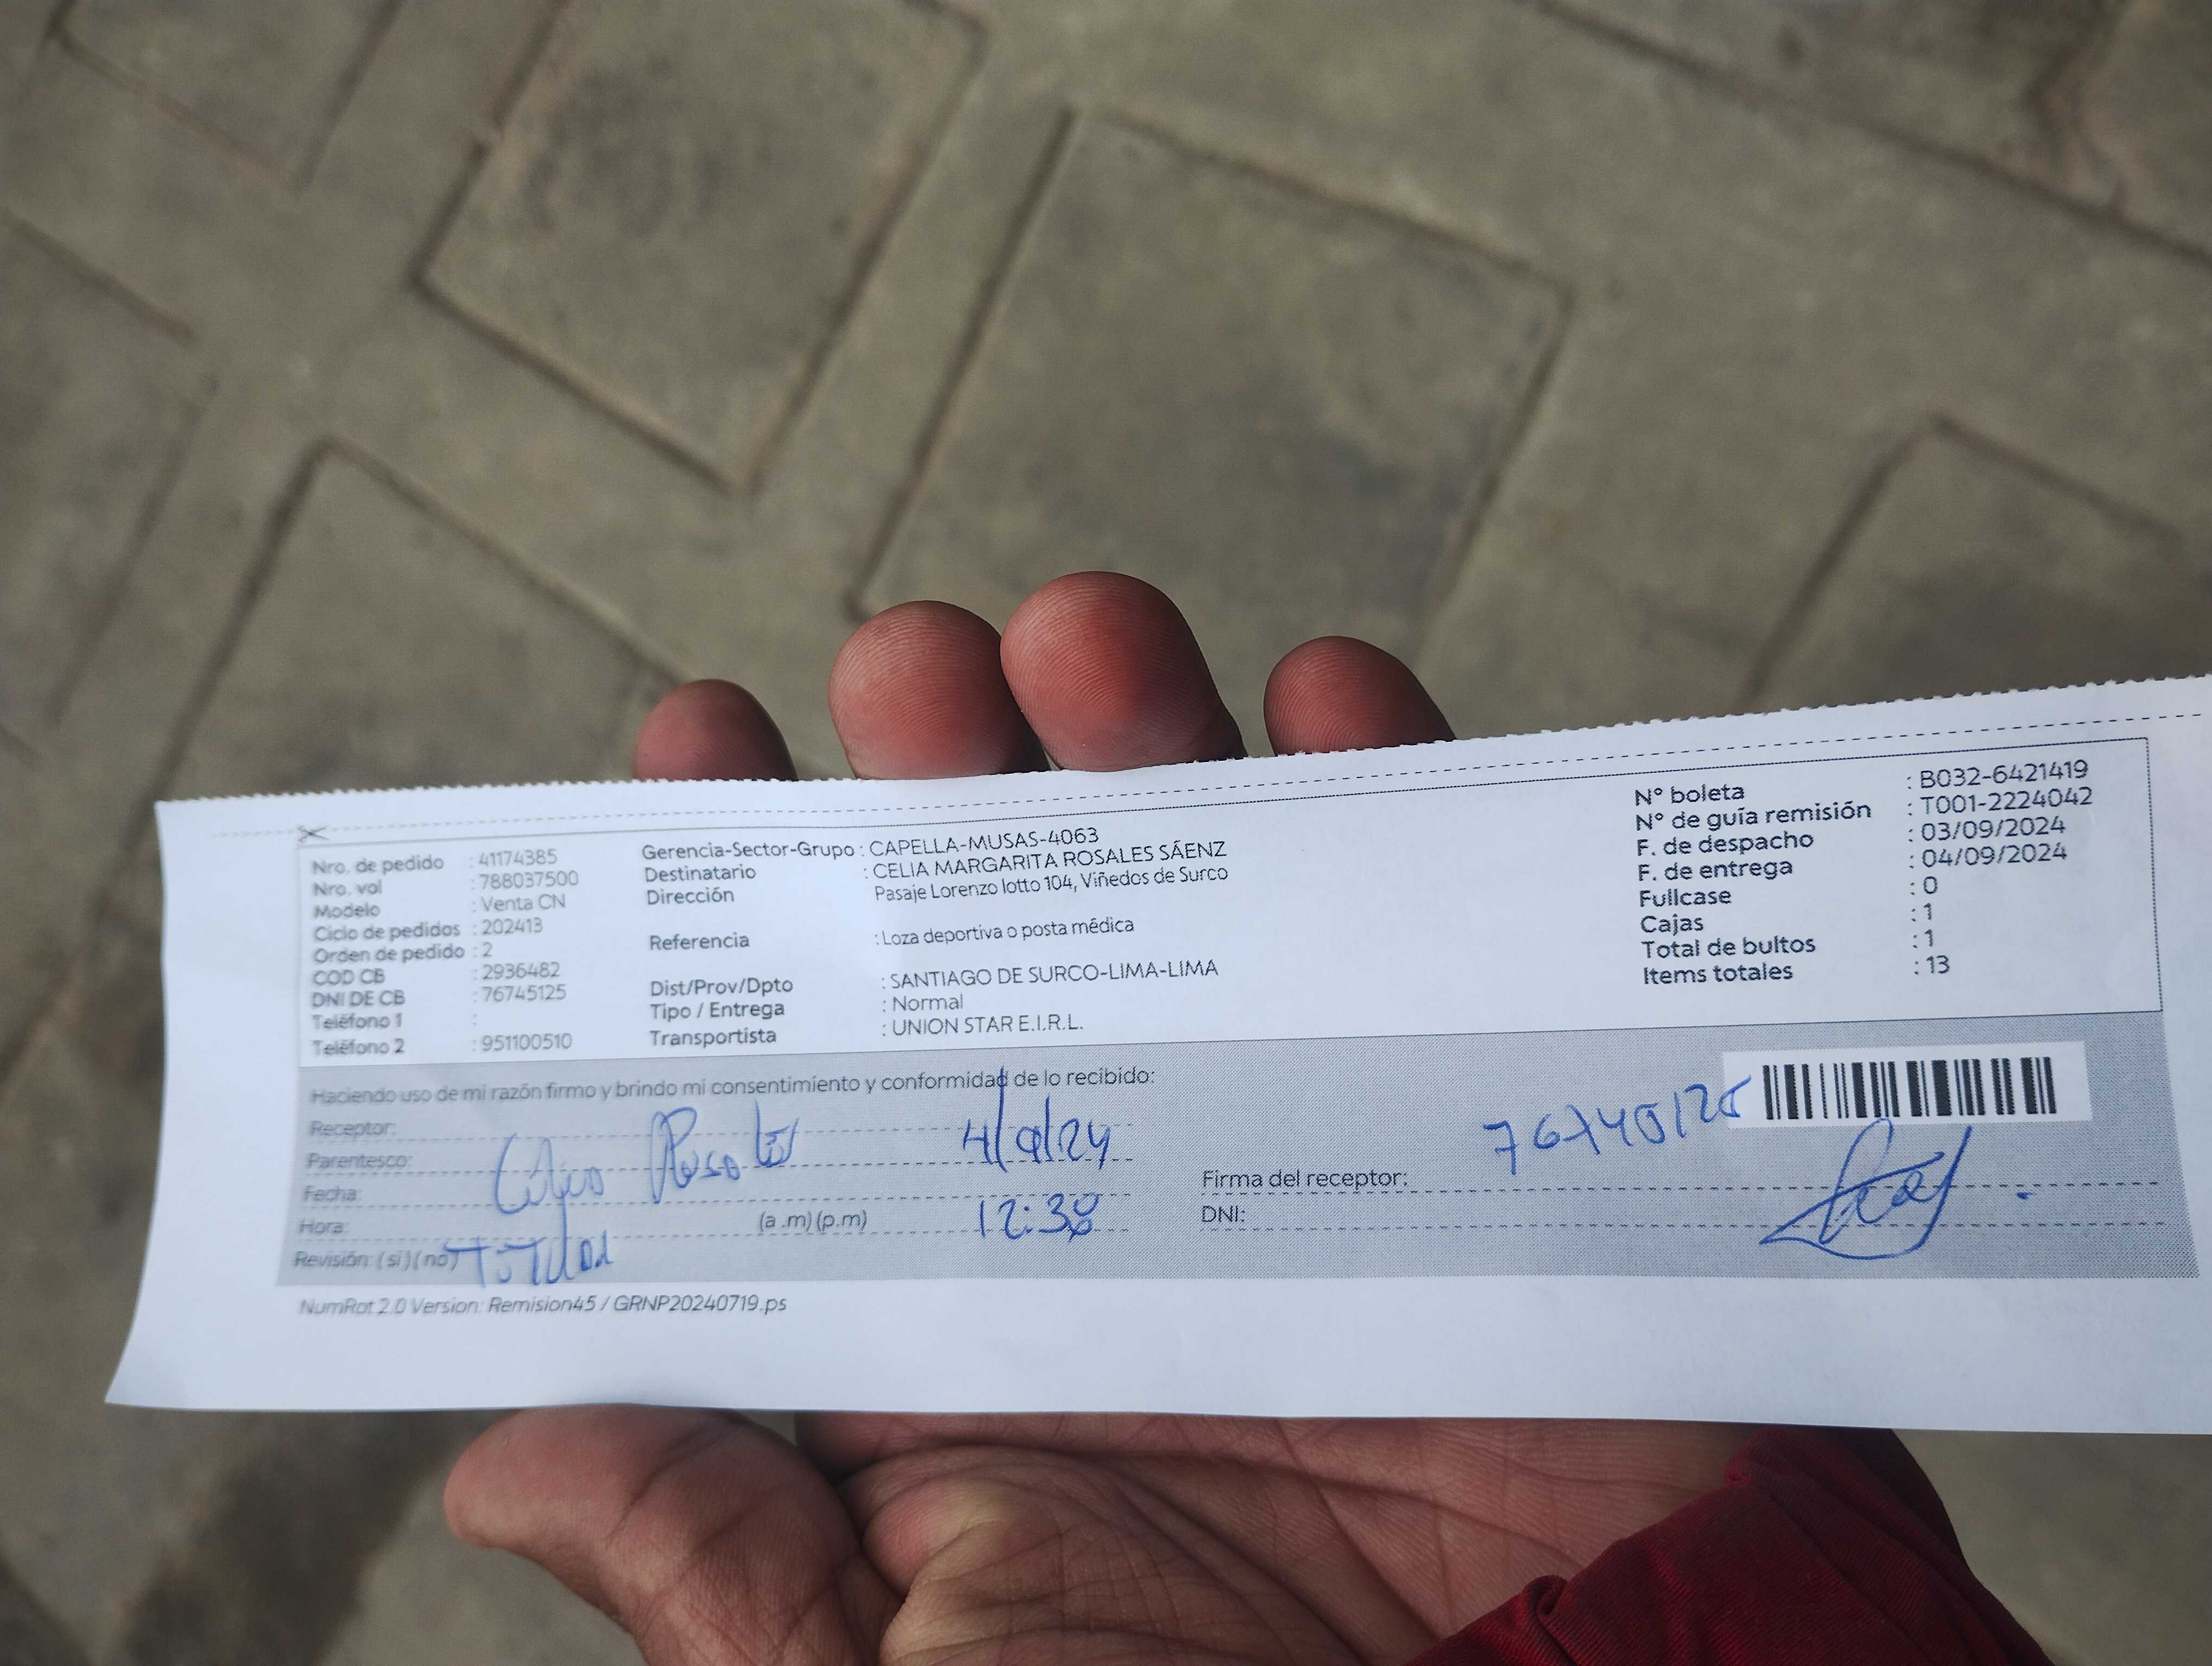 Nro. de pedido : 41174385
Nro. vol : 788037500
Modelo : Venta CN
Ciclo de pedidos : 202413
Orden de pedido : 2
COD CB : 2936482
DNI DE CB : 76745125
Teléfono 1 :
Teléfono 2 : 951100510
Gerencia-Sector-Grupo : CAPELLA-MUSAS-4063
Destinatario : CELIA MARGARITA ROSALES SÁENZ
Dirección Pasaje Lorenzo lotto 104, Viñedos de Surco
Referencia : Loza deportiva o posta médica
Dist/Prov/Dpto : SANTIAGO DE SURCO-LIMA-LIMA
Tipo / Entrega : Normal
Transportista : UNION STAR E.I.R.L.
N° boleta : B032-6421419
N° de guía remisión : T001-2224042
F. de despacho : 03/09/2024
F. de entrega : 04/09/2024
Fullcase : 0
Cajas : 1
Total de bultos : 1
Items totales : 13
Haciendo uso de mi razón firmo y brindo mi consentimiento y conformidad de lo recibido:
Receptor:
Parentesco: 4/9/24
Fecha:
Hora: (a .m) (p.m) 12:38
Revisión: (si) (no)
76745125
Firma del receptor:
DNI:
NumRot 2.0 Version: Remision45 / GRNP20240719.ps